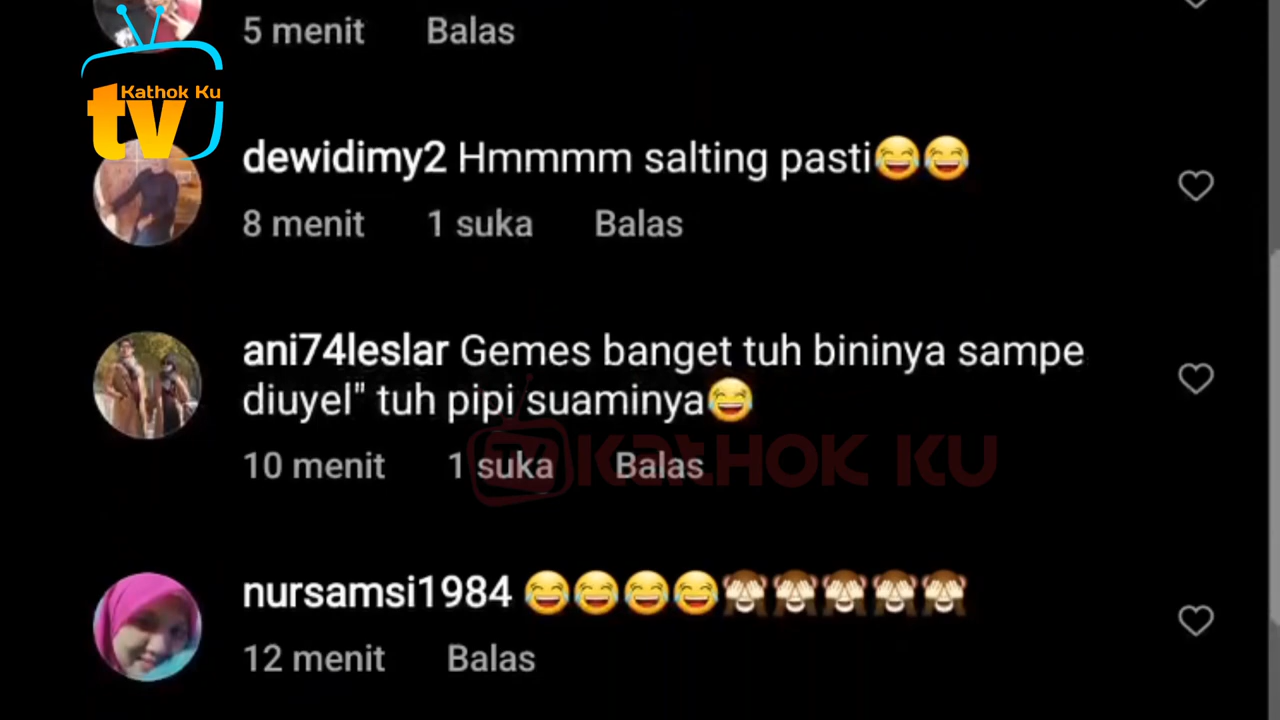 5 menit Balas
Kathok Ku
tv
dewidimy2 Hmmmm salting pasti😂😂
8 menit 1 suka Balas
ani74leslar Gemes banget tuh bininya sampe
diuyel" tuh pipi suaminya😂
TV KATHOK KU
10 menit 1 suka Balas
nursamsi1984 😂😂😂😂🙈🙈🙈🙈🙈
12 menit Balas